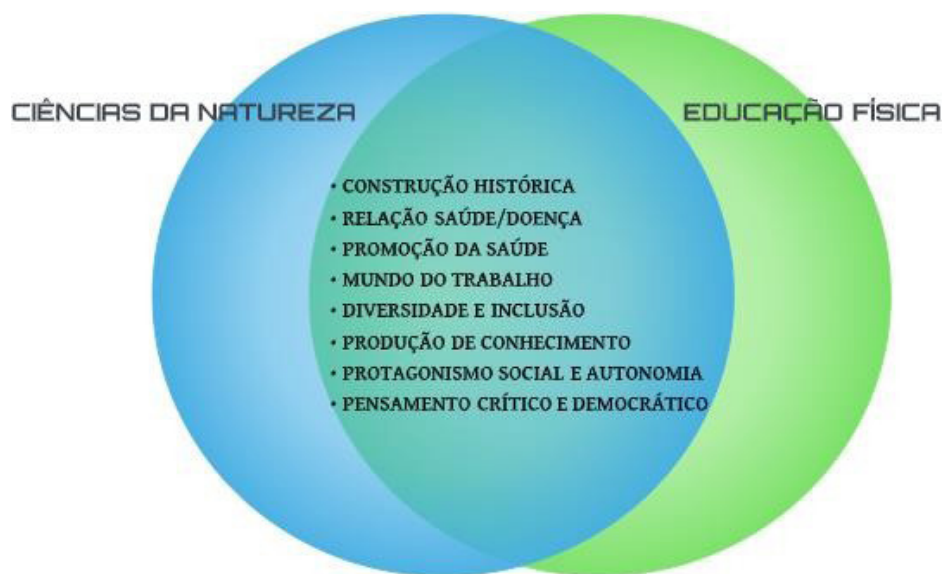 CIÊNCIAS DA NATUREZA
EDUCAÇÃO FÍSICA
• CONSTRUÇÃO HISTÓRICA
• RELAÇÃO SAÚDE/DOENÇA
• PROMOÇÃO DA SAÚDE
• MUNDO DO TRABALHO
• DIVERSIDADE E INCLUSÃO
• PRODUÇÃO DE CONHECIMENTO
• PROTAGONISMO SOCIAL E AUTONOMIA
• PENSAMENTO CRÍTICO E DEMOCRÁTICO